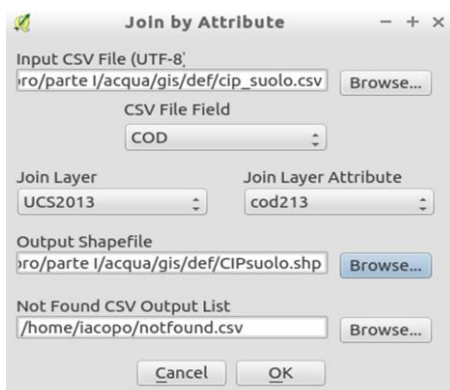 Join by Attribute
Input CSV File (UTF-8)
ro/parte I/acqua/gis/def/cip_suolo.csv Browse...
CSV File Field
COD
Join Layer Join Layer Attribute
UCS2013 cod213
Output Shapefile
ro/parte I/acqua/gis/def/CIPsuolo.shp Browse...
Not Found CSV Output List
/home/iacopo/notfound.csv Browse...
Cancel OK